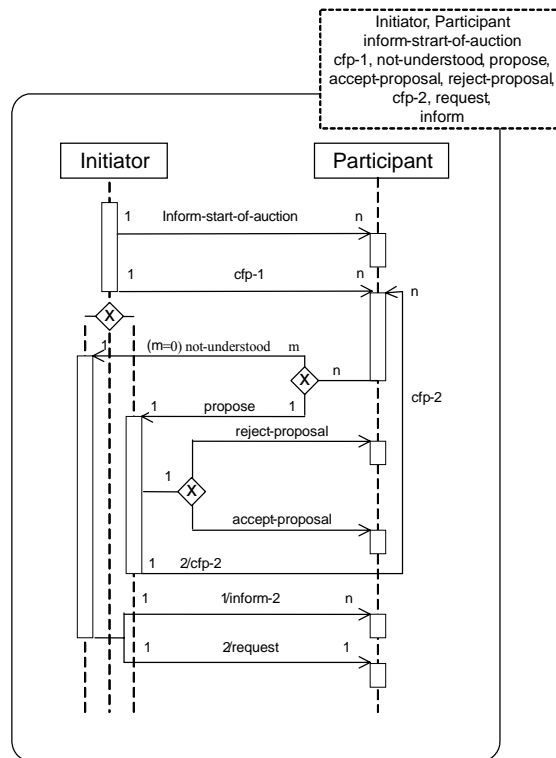 Initiator, Participant
inform-strart-of-auction
cfp-1, not-understood, propose,
accept-proposal, reject-proposal,
cfp-2, request,
inform
Initiator
Participant
1 Inform-start-of-auction n
1 cfp-1 n
n
X
1 (m=0) not-understood m
X n
cfp-2
1 propose 1
reject-proposal
1
X
accept-proposal
1 2/cfp-2
1 1/inform-2 n
1 2/request 1